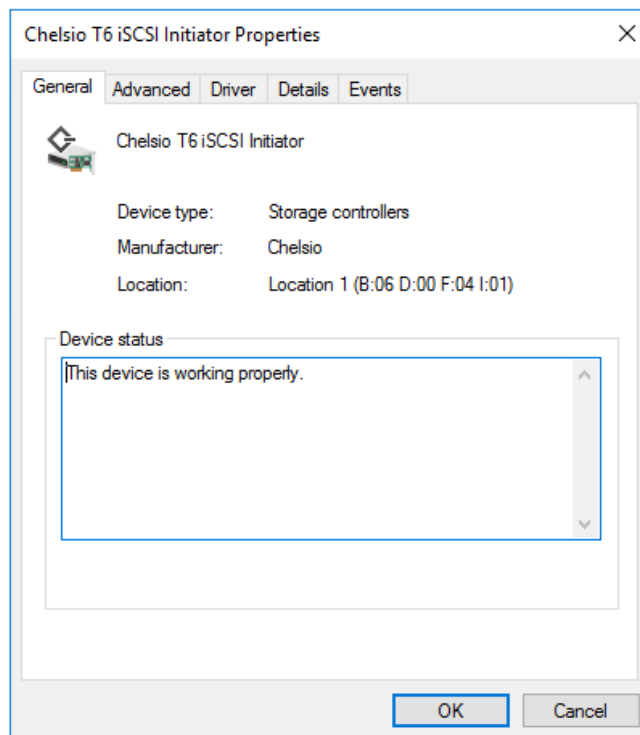 Chelsio T6 iSCSI Initiator Properties
General Advanced Driver Details Events
Chelsio T6 iSCSI Initiator
Device type: Storage controllers
Manufacturer: Chelsio
Location: Location 1 (B:06 D:00 F:04 I:01)
Device status
This device is working properly.
OK Cancel